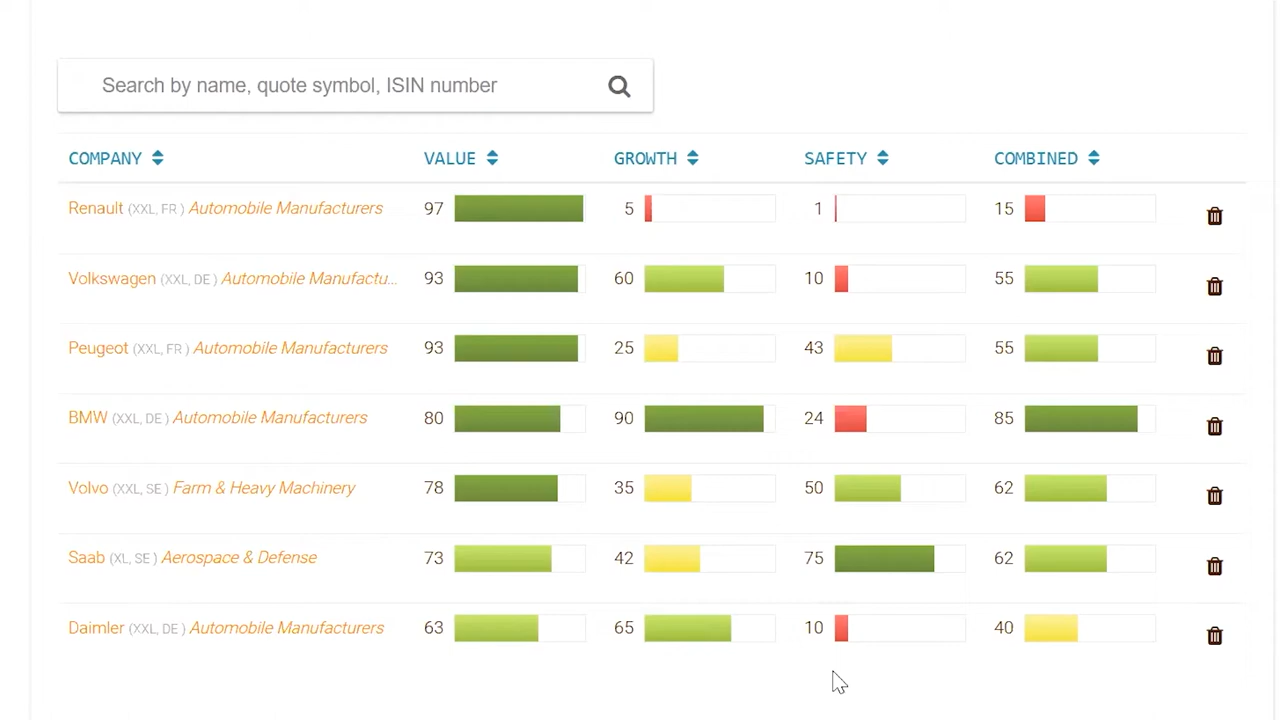 Search by name, quote symbol, ISIN number
COMPANY VALUE GROWTH SAFETY COMBINED
Renault (XXL, FR ) Automobile Manufacturers 97 5 1 15
Volkswagen (XXL, DE ) Automobile Manufactu... 93 60 10 55
Peugeot (XXL, FR ) Automobile Manufacturers 93 25 43 55
BMW (XXL, DE ) Automobile Manufacturers 80 90 24 85
Volvo (XXL, SE ) Farm & Heavy Machinery 78 35 50 62
Saab (XL, SE ) Aerospace & Defense 73 42 75 62
Daimler (XXL, DE ) Automobile Manufacturers 63 65 10 40